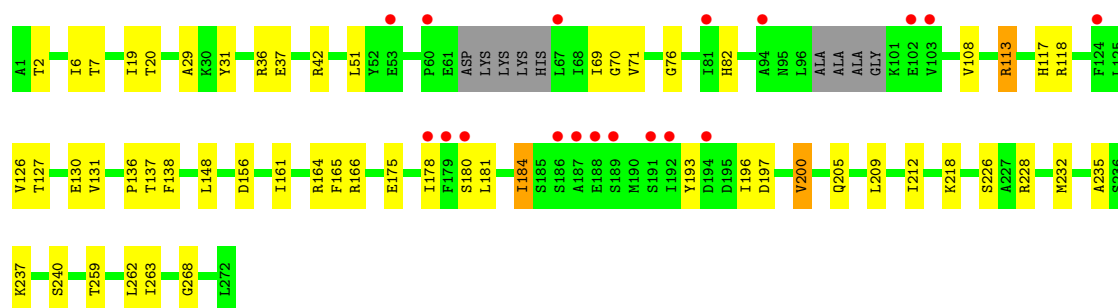 A1 T2 I6 T7 I19 T20 A29 K30 Y31 R36 E37 R42 L51 Y52 E53 P60 E61 ASP LYS LYS LYS HIS L67 I68 I69 G70 V71 G76 I81 H82 A94 N95 L96 ALA ALA ALA GLY K101 E102 V103 V108 R113 H117 R118 F124 L125
V126 T127 E130 V131 P136 T137 F138 L148 D156 I161 R164 F165 R166 E175 I178 F179 S180 L181 I184 S185 S186 A187 E188 S189 M190 S191 I192 Y193 D194 D195 I196 D197 V200 Q205 L209 I212 K218 S226 A227 R228 M232 A235 S236
K237 S240 T259 L262 I263 G268 L272